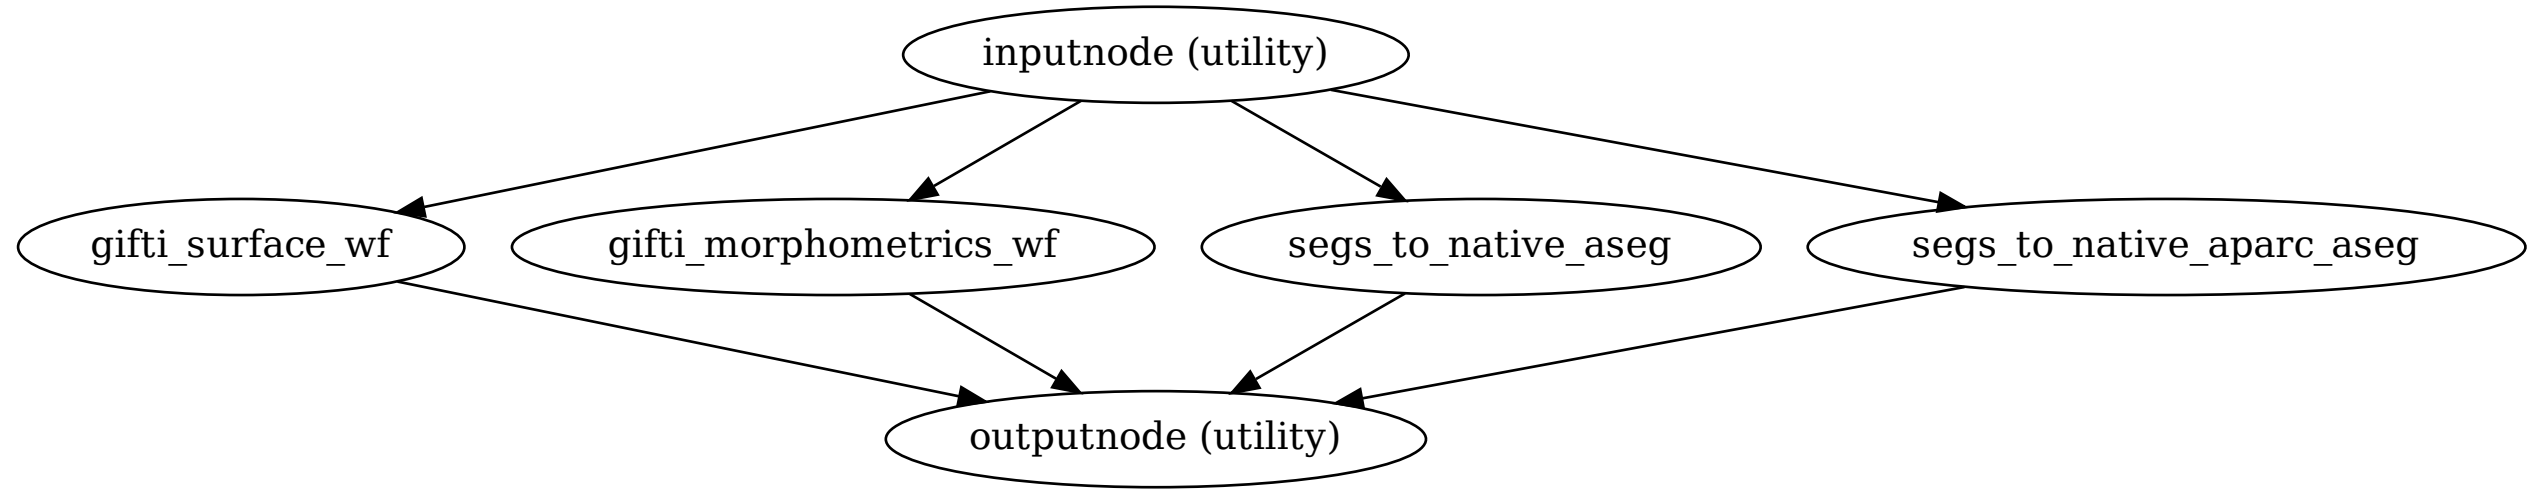 inputnode (utility)
gifti_surface_wf
gifti_morphometrics_wf
segs_to_native_aseg
segs_to_native_aparc_aseg
outputnode (utility)